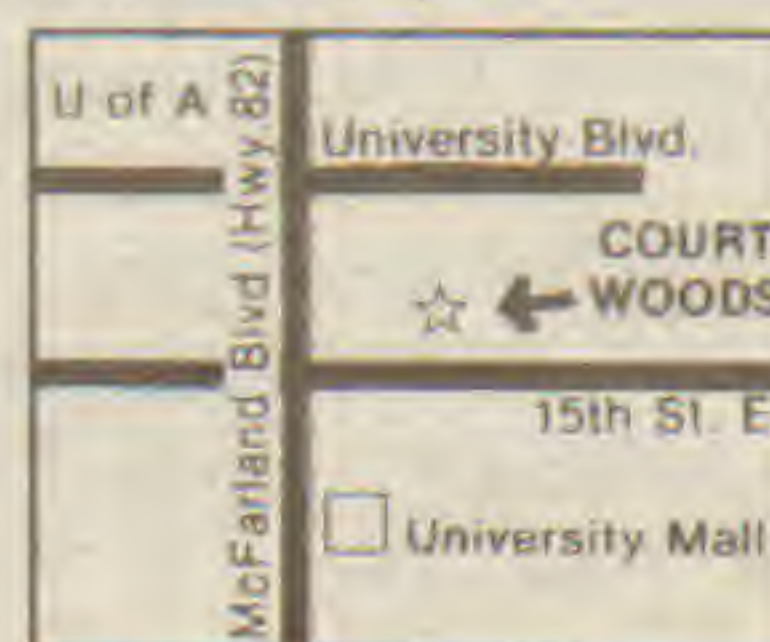 U of A
McFarland Blvd (Hwy 82)
University Blvd.
COURT
WOODS
15th St. E
University Mall